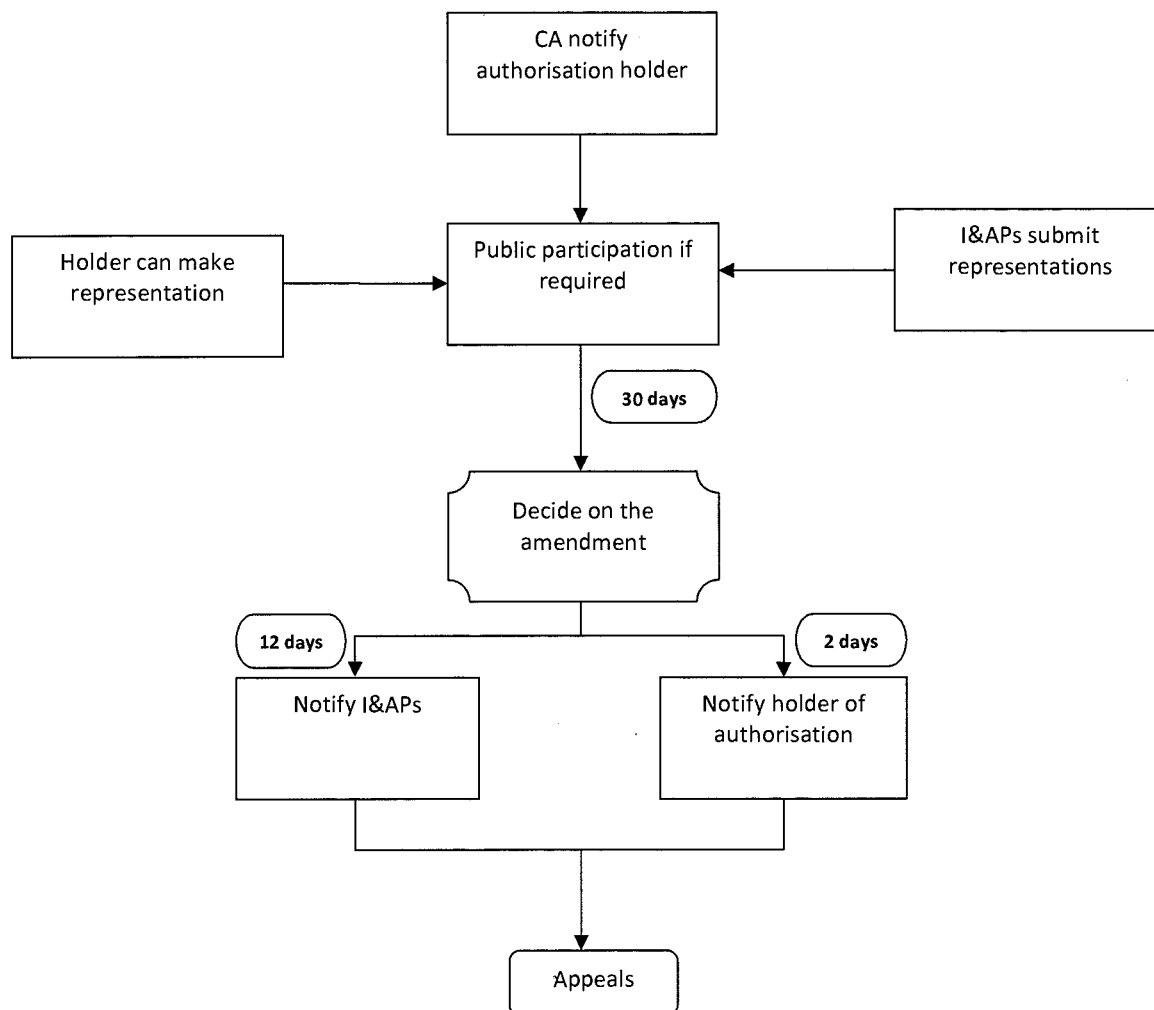 CA notify
authorisation holder
Holder can make
representation
Public participation if
required
I&APs submit
representations
30 days
Decide on the
amendment
12 days
2 days
Notify I&APs
Notify holder of
authorisation
Appeals